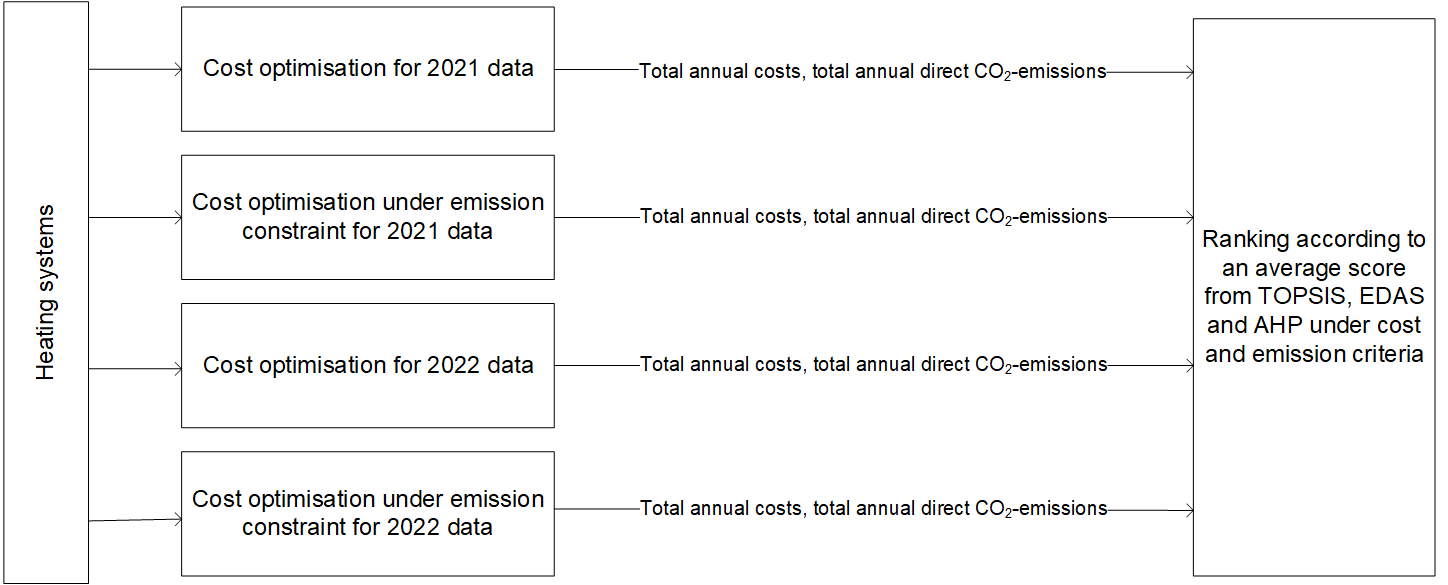 Heating systems
Cost optimisation for 2021 data
Total annual costs, total annual direct CO₂-emissions
Cost optimisation under emission
constraint for 2021 data
Total annual costs, total annual direct CO₂-emissions
Cost optimisation for 2022 data
Total annual costs, total annual direct CO₂-emissions
Cost optimisation under emission
constraint for 2022 data
Total annual costs, total annual direct CO₂-emissions
Ranking according to
an average score
from TOPSIS, EDAS
and AHP under cost
and emission criteria